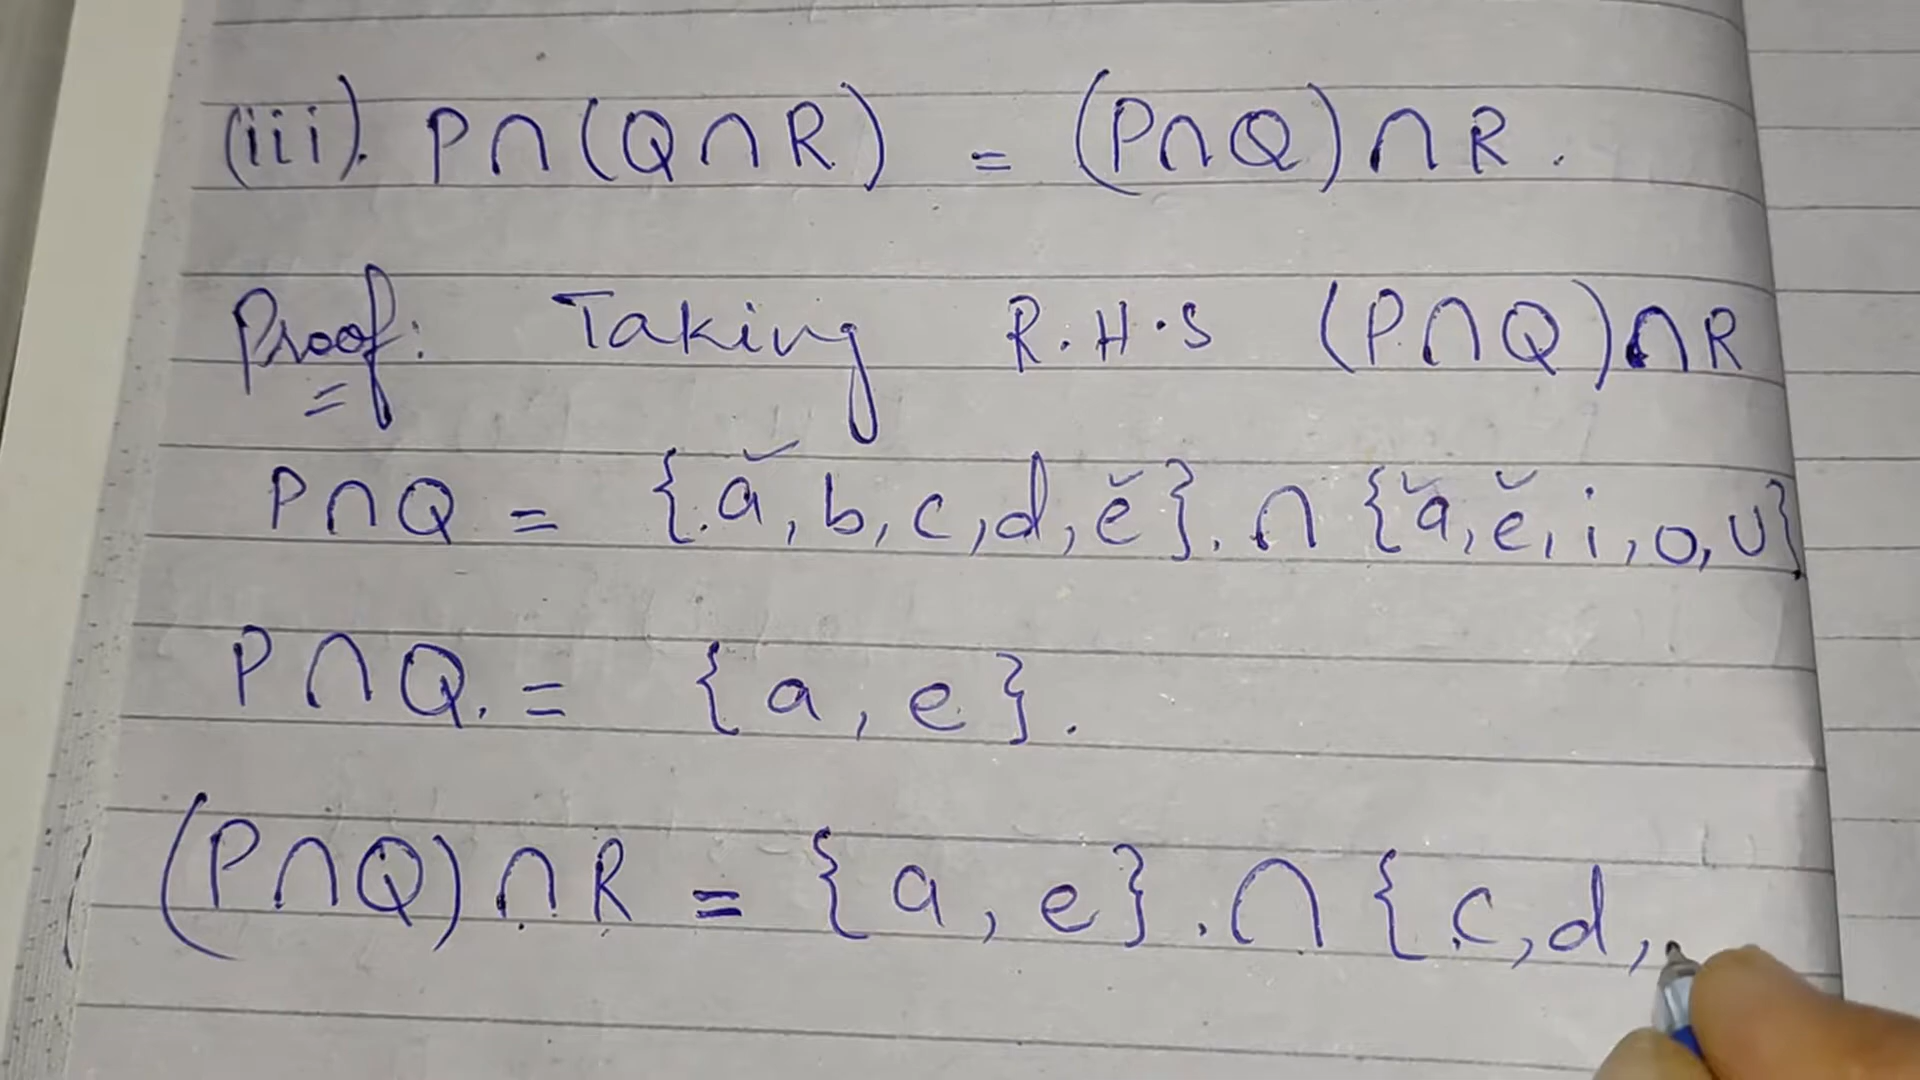 (iii). P∩(Q∩R) = (P∩Q)∩R.
Proof: Taking R.H.S (P∩Q)∩R
P∩Q = {a, b, c, d, e}. ∩ {a, e, i, o, u}
P∩Q. = {a, e}.
(P∩Q)∩R = {a, e}. ∩ {c, d,